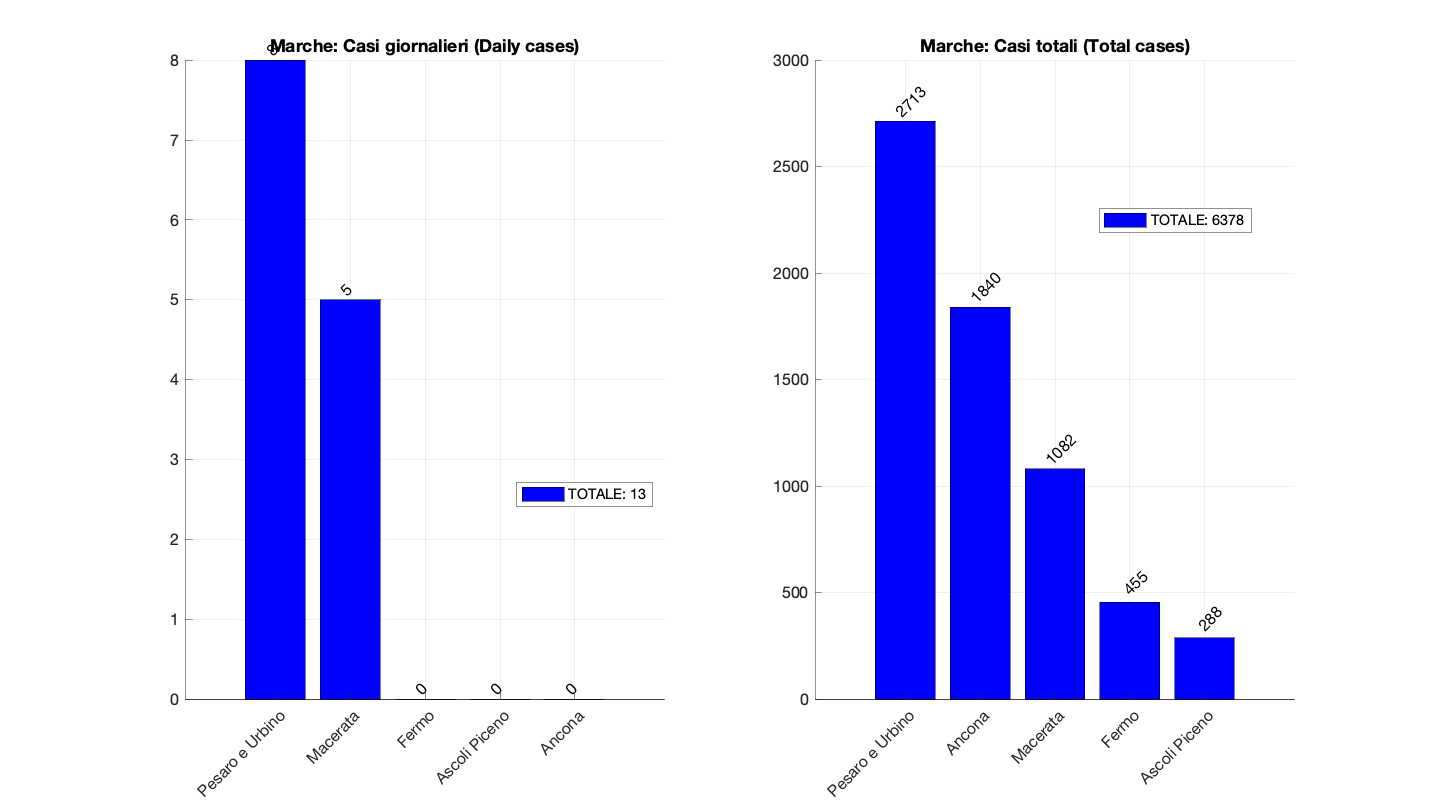 Marche: Casi giornalieri (Daily cases)
8
8
7
6
5
4
3
2
1
0
5
0
0
0
TOTALE: 13
Pesaro e Urbino
Macerata
Fermo
Ascoli Piceno
Ancona
Marche: Casi totali (Total cases)
3000
2500
2000
1500
1000
500
0
2713
1840
1082
455
288
TOTALE: 6378
Pesaro e Urbino
Ancona
Macerata
Fermo
Ascoli Piceno